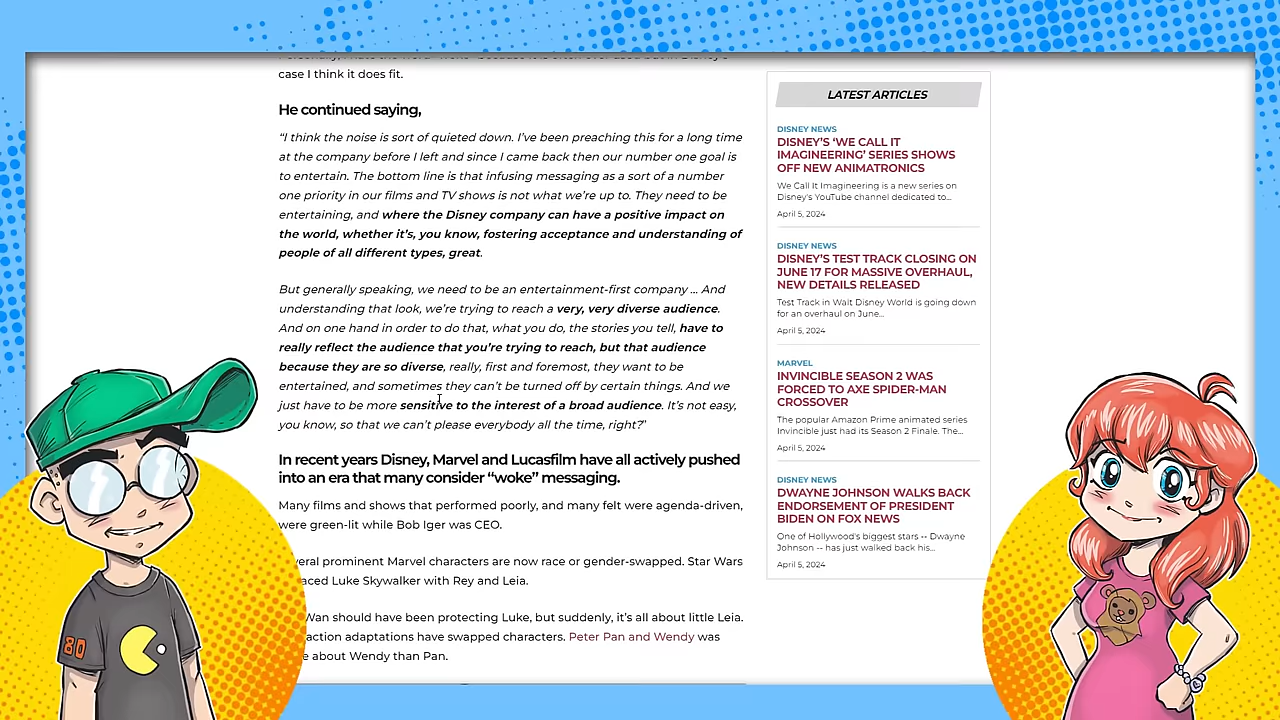 case I think it does fit.
He continued saying,
“I think the noise is sort of quieted down. I’ve been preaching this for a long time
at the company before I left and since I came back then our number one goal is
to entertain. The bottom line is that infusing messaging as a sort of a number
one priority in our films and TV shows is not what we’re up to. They need to be
entertaining, and where the Disney company can have a positive impact on
the world, whether it’s, you know, fostering acceptance and understanding of
people of all different types, great.
But generally speaking, we need to be an entertainment-first company ... And
understanding that look, we’re trying to reach a very, very diverse audience.
And on one hand in order to do that, what you do, the stories you tell, have to
really reflect the audience that you’re trying to reach, but that audience
because they are so diverse, really, first and foremost, they want to be
entertained, and sometimes they can’t be turned off by certain things. And we
just have to be more sensitive to the interest of a broad audience. It’s not easy,
you know, so that we can’t please everybody all the time, right?”
In recent years Disney, Marvel and Lucasfilm have all actively pushed
into an era that many consider “woke” messaging.
Many films and shows that performed poorly, and many felt were agenda-driven,
were green-lit while Bob Iger was CEO.
prominent Marvel characters are now race or gender-swapped. Star Wars
Luke Skywalker with Rey and Leia.
should have been protecting Luke, but suddenly, it’s all about little Leia.
adaptations have swapped characters. Peter Pan and Wendy was
about Wendy than Pan.
LATEST ARTICLES
DISNEY NEWS
DISNEY’S ‘WE CALL IT
IMAGINEERING’ SERIES SHOWS
OFF NEW ANIMATRONICS
We Call It Imagineering is a new series on
Disney's YouTube channel dedicated to...
April 5, 2024
DISNEY NEWS
DISNEY’S TEST TRACK CLOSING ON
JUNE 17 FOR MASSIVE OVERHAUL,
NEW DETAILS RELEASED
Test Track in Walt Disney World is going down
for an overhaul on June...
April 5, 2024
MARVEL
INVINCIBLE SEASON 2 WAS
FORCED TO AXE SPIDER-MAN
CROSSOVER
The popular Amazon Prime animated series
Invincible just had its Season 2 Finale. The...
April 5, 2024
DISNEY NEWS
DWAYNE JOHNSON WALKS BACK
ENDORSEMENT OF PRESIDENT
BIDEN ON FOX NEWS
One of Hollywood's biggest stars -- Dwayne
Johnson -- has just walked back his...
April 5, 2024
80